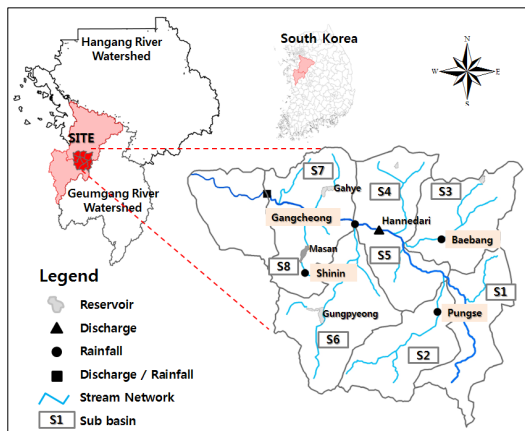 Hangang River
Watershed
South Korea
N
W
E
S
SITE
Geumgang River
Watershed
S7
Gahye
S4
S3
Gangcheong
Hannedari
Baebang
Masan
S5
S8
Shinin
S1
Gungpyeong
Pungse
S6
S2
Legend
Reservoir
Discharge
Rainfall
Discharge / Rainfall
Stream Network
S1 Sub basin